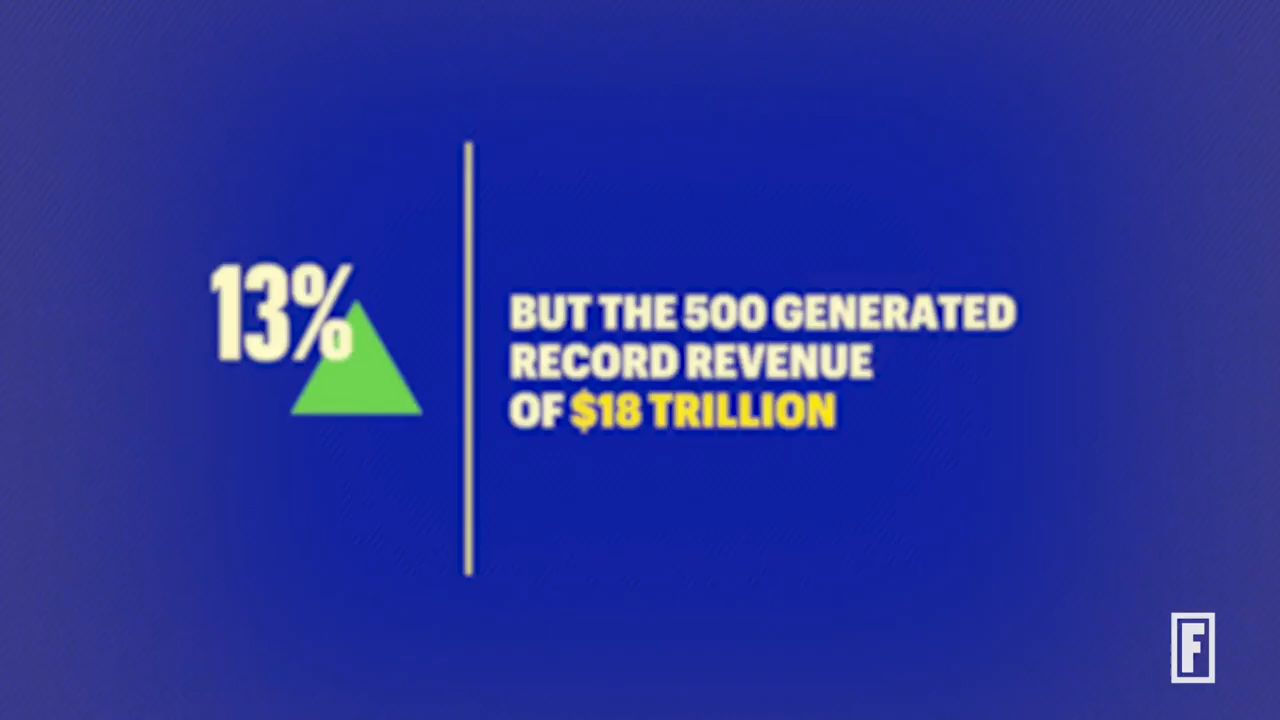 13%
BUT THE 500 GENERATED
RECORD REVENUE
OF $18 TRILLION
F